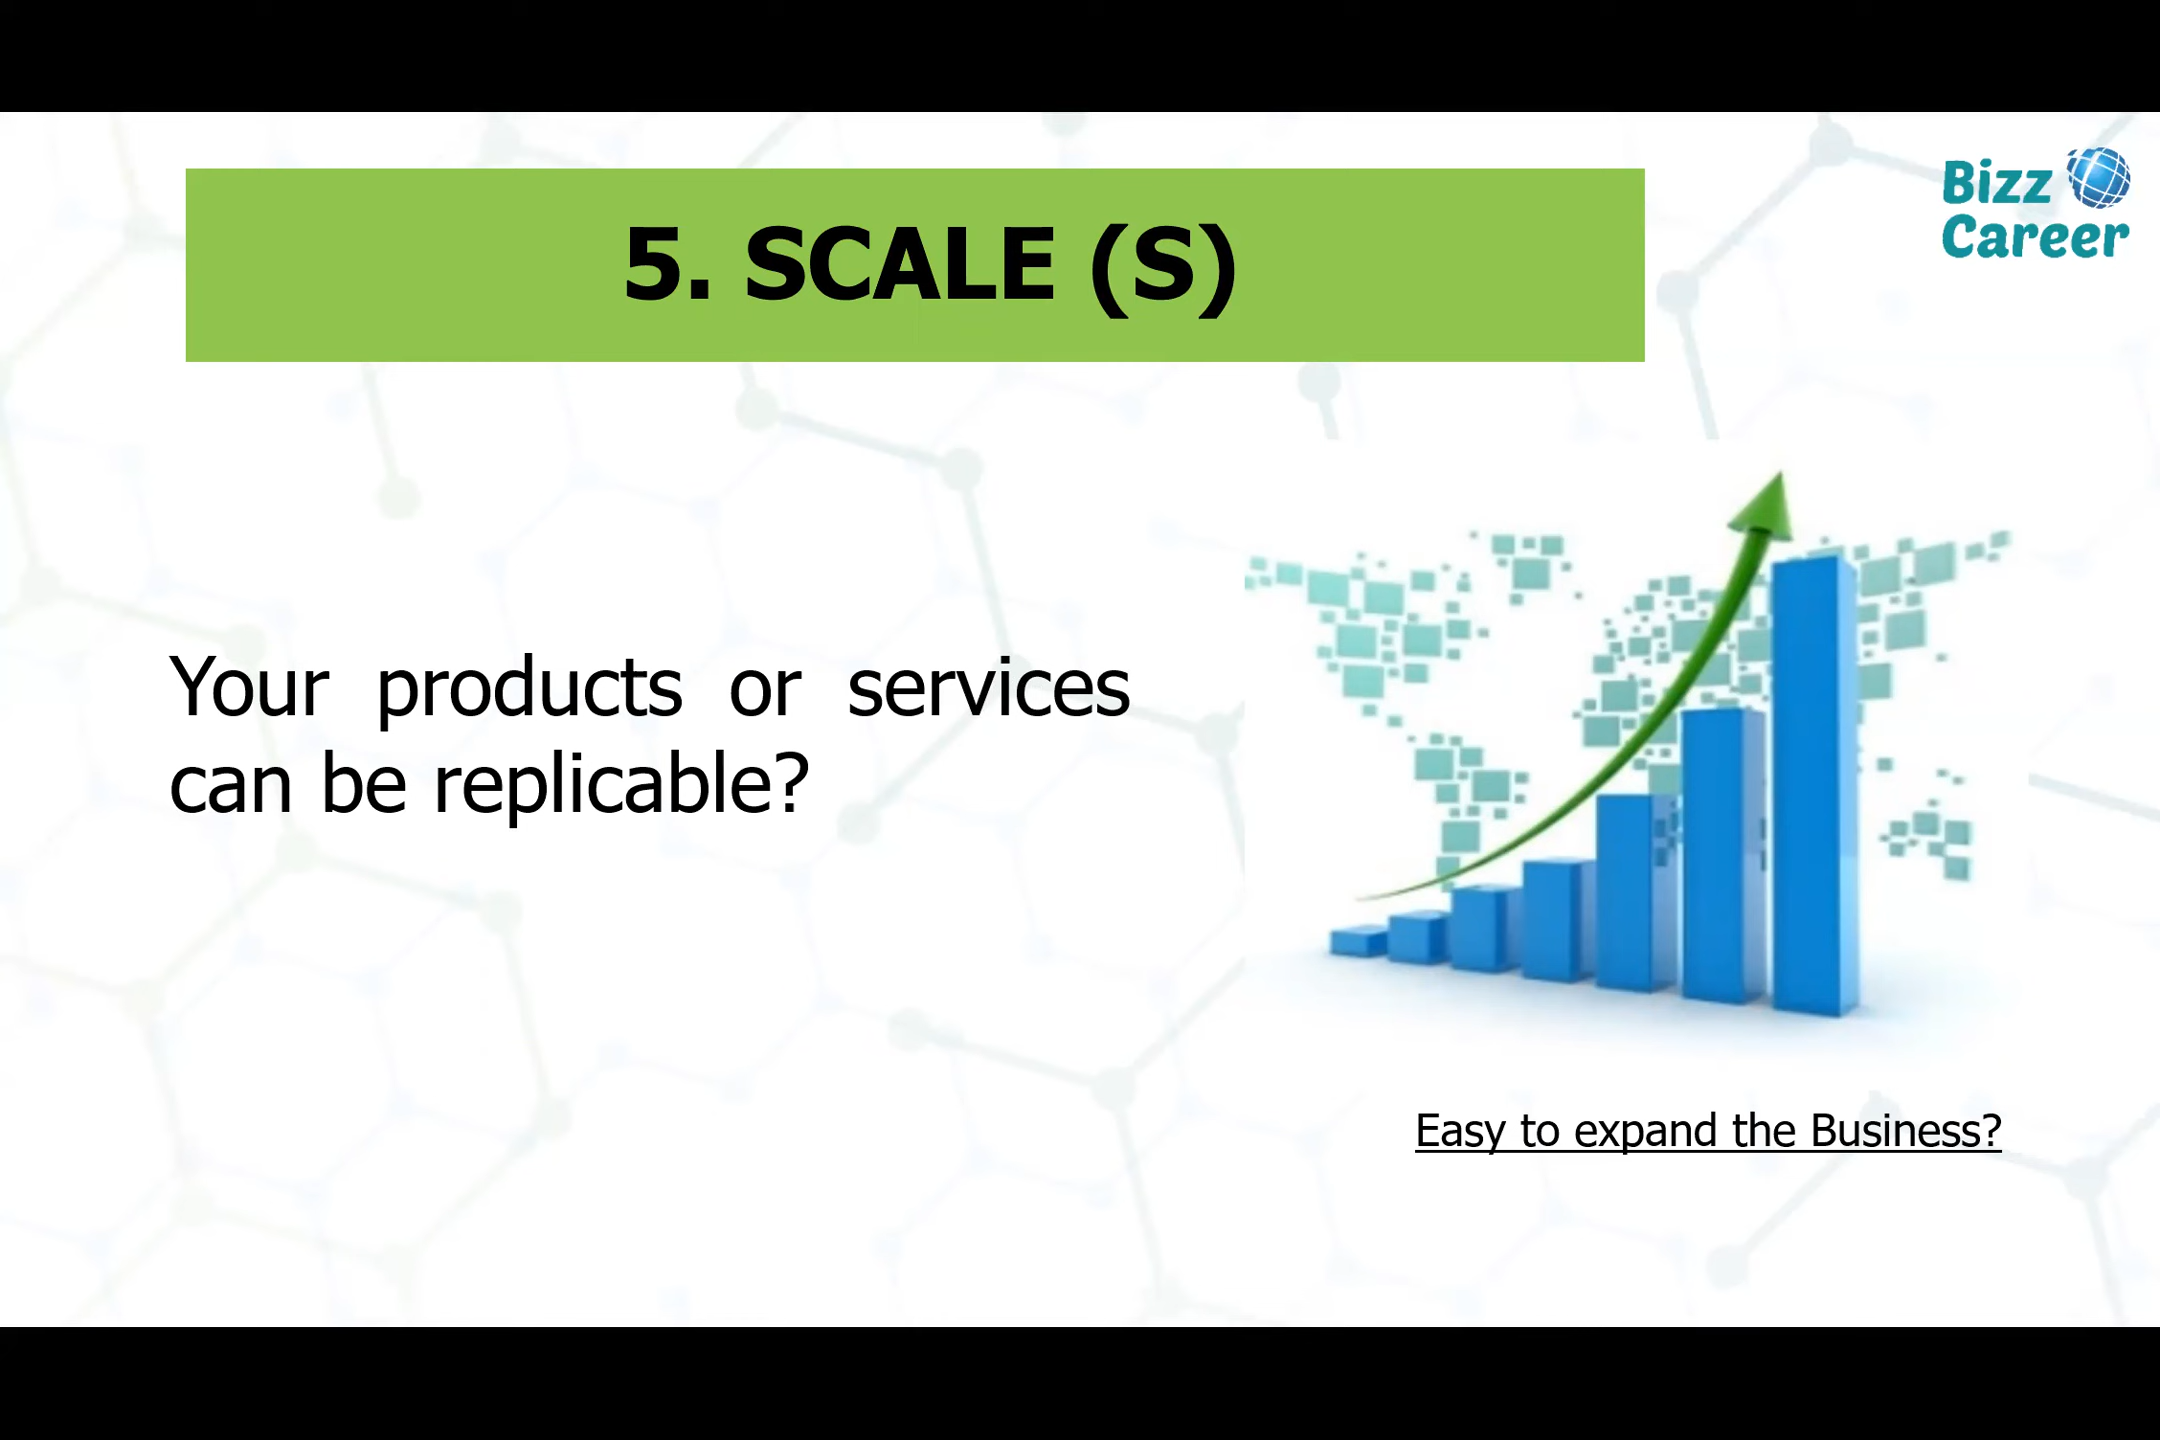 5. SCALE (S)
Bizz
Career
Your products or services
can be replicable?
Easy to expand the Business?